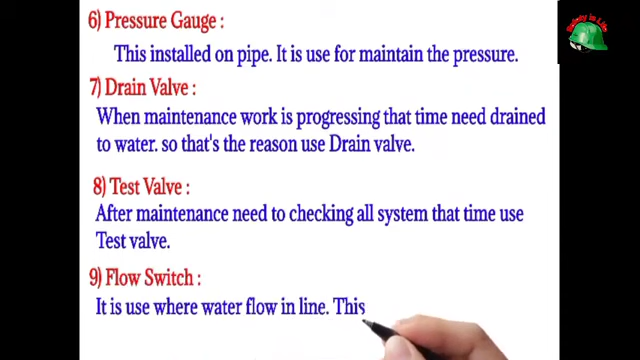 Safety is Life
6) Pressure Gauge :
This installed on pipe. It is use for maintain the pressure.
7) Drain Valve :
When maintenance work is progressing that time need drained
to water. so that's the reason use Drain valve.
8) Test Valve :
After maintenance need to checking all system that time use
Test valve.
9) Flow Switch :
It is use where water flow in line. This